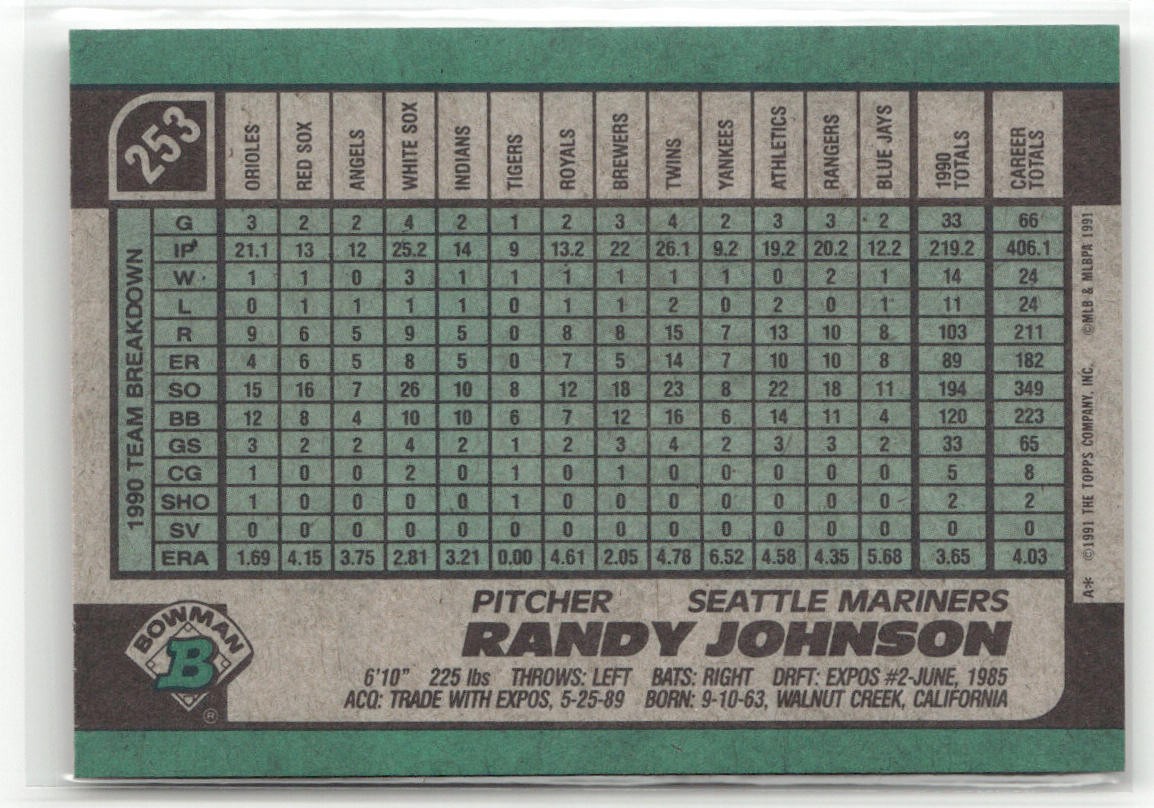 253 ORIOLES RED SOX ANGELS WHITE SOX INDIANS TIGERS ROYALS BREWERS TWINS YANKEES ATHLETICS RANGERS BLUE JAYS 1990 TOTALS CAREER TOTALS
1990 TEAM BREAKDOWN
G 3 2 2 4 2 1 2 3 4 2 3 3 2 33 66
IP 21.1 13 12 25.2 14 9 13.2 22 26.1 9.2 19.2 20.2 12.2 219.2 406.1
W 1 1 0 3 1 1 1 1 1 1 0 2 1 14 24
L 0 1 1 1 1 0 1 1 2 0 2 0 1 11 24
R 9 6 5 9 5 0 8 8 15 7 13 10 8 103 211
ER 4 6 5 8 5 0 7 5 14 7 10 10 8 89 182
SO 15 16 7 26 10 8 12 18 23 8 22 18 11 194 349
BB 12 8 4 10 10 6 7 12 16 6 14 11 4 120 223
GS 3 2 2 4 2 1 2 3 4 2 3 3 2 33 65
CG 1 0 0 2 0 1 0 1 0 0 0 0 0 5 8
SHO 1 0 0 0 0 1 0 0 0 0 0 0 0 2 2
SV 0 0 0 0 0 0 0 0 0 0 0 0 0 0 0
ERA 1.69 4.15 3.75 2.81 3.21 0.00 4.61 2.05 4.78 6.52 4.58 4.35 5.68 3.65 4.03
A* ©1991 THE TOPPS COMPANY, INC. ©MLB & MLBPA 1991
BOWMAN
B
®
PITCHER SEATTLE MARINERS
RANDY JOHNSON
6'10" 225 lbs THROWS: LEFT BATS: RIGHT DRFT: EXPOS #2-JUNE, 1985
ACQ: TRADE WITH EXPOS, 5-25-89 BORN: 9-10-63, WALNUT CREEK, CALIFORNIA